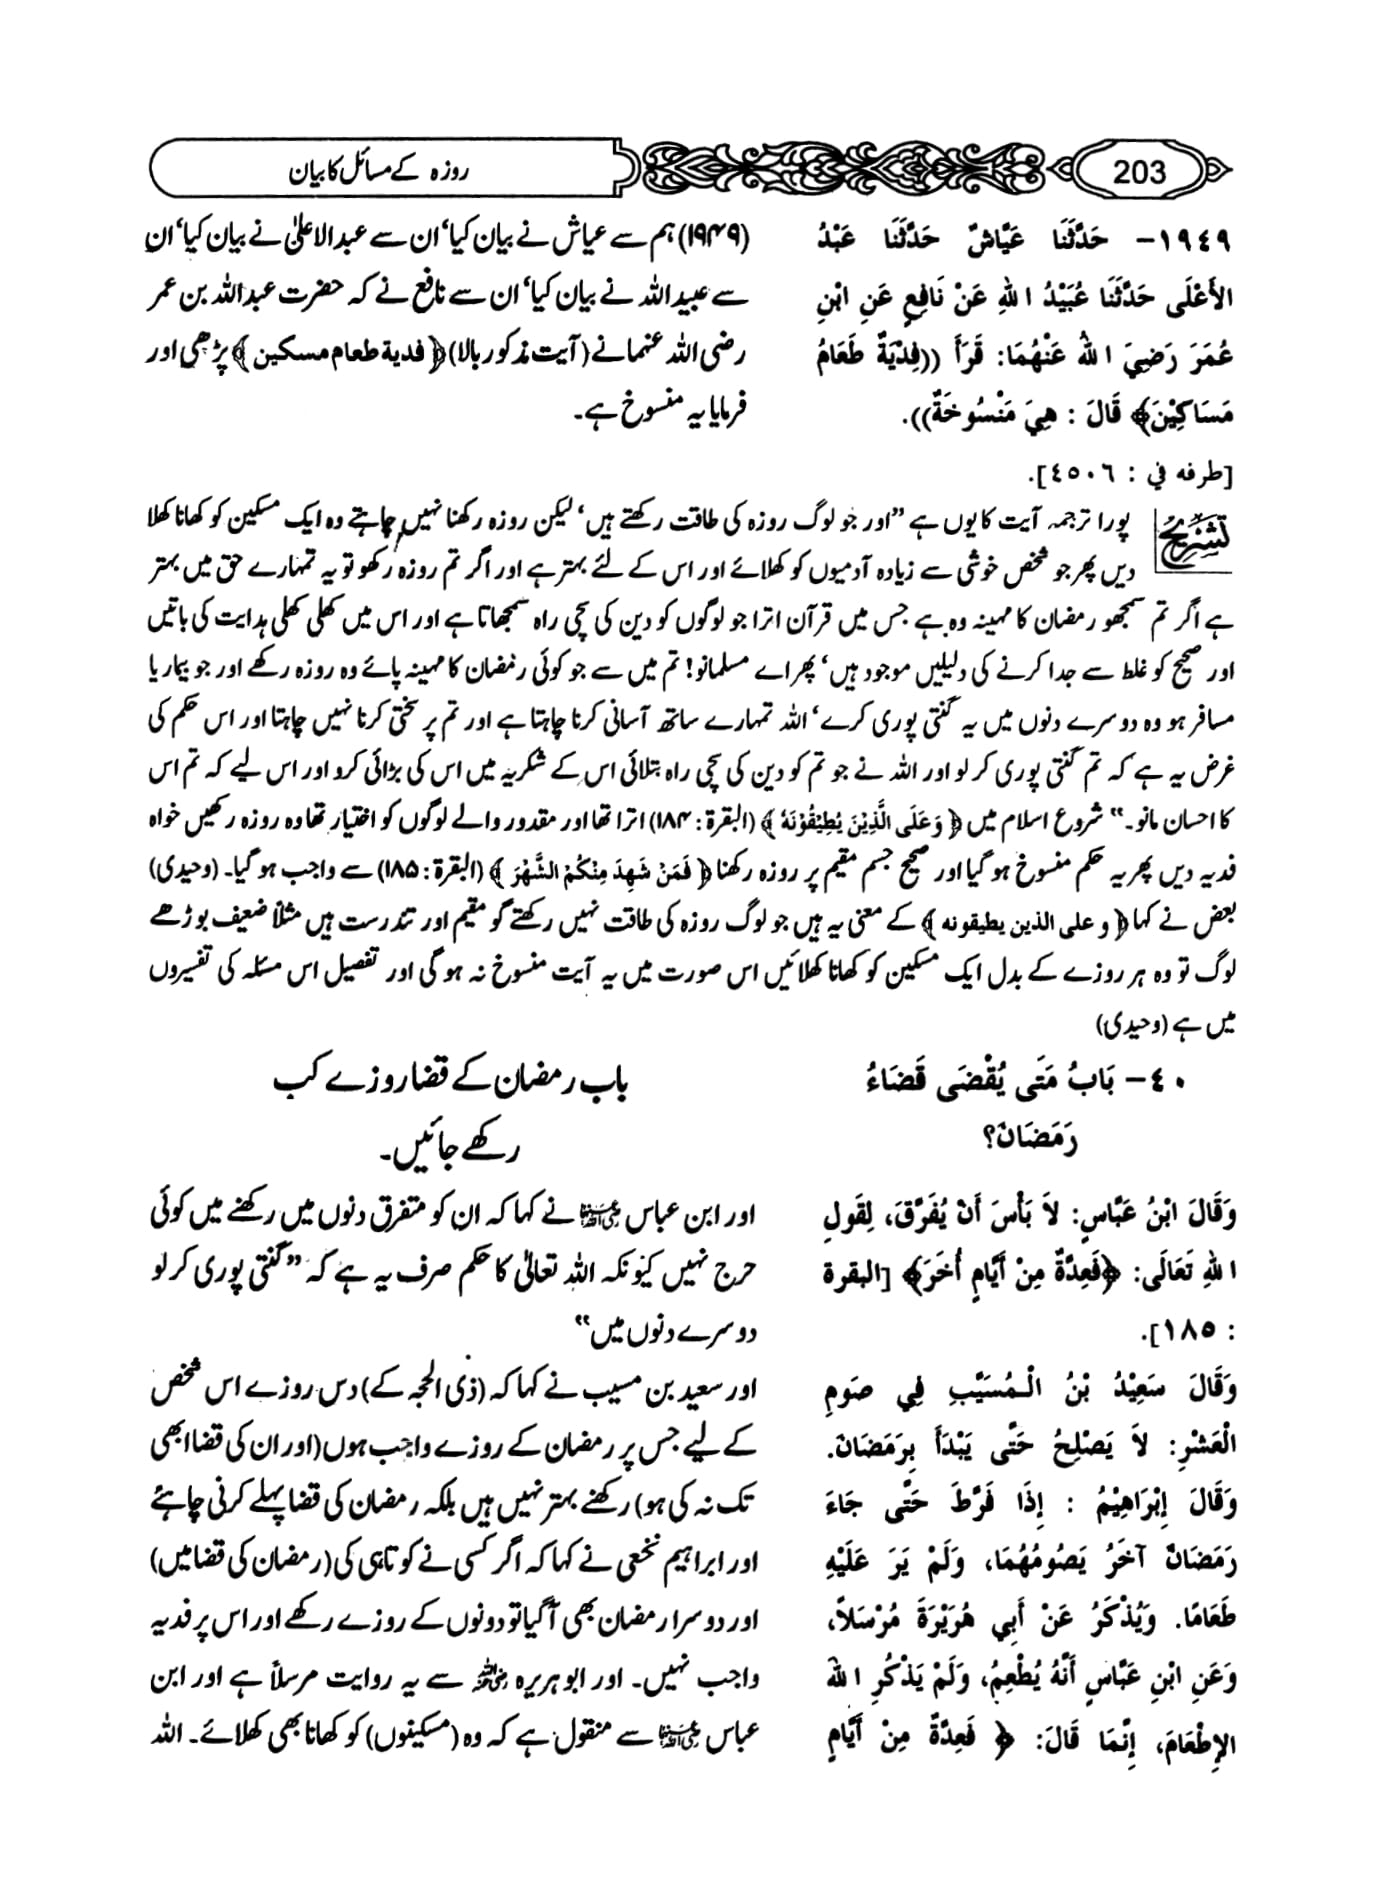 203
روزہ کے مسائل کا بیان
١٩٤٩– حَدَّثَنَا عَيَّاشٌ حَدَّثَنَا عَبْدُ
الأَعْلَى حَدَّثَنَا عُبَيْدُ اللهِ عَنْ نَافِعٍ عَنِ ابْنِ
عُمَرَ رَضِيَ اللهُ عَنْهُمَا: قَرَأَ ((فِدْيَةٌ طَعَامُ
مَسَاكِيْنَ﴾ قَالَ : هِيَ مَنْسُوخَةٌ)).
[طرفه في : ٤٥٠٦].
(۱۹۴۹) ہم سے عیاش نے بیان کیا‘ ان سے عبدالاعلیٰ نے بیان کیا‘ ان
سے عبیداللہ نے بیان کیا‘ ان سے نافع نے کہ حضرت عبداللہ بن عمر
رضی اللہ عنہما نے (آیت مذکور بالا) ﴿ فدیة طعام مسکین ﴾ پڑھی اور
فرمایا یہ منسوخ ہے۔
تشریح
پورا ترجمہ آیت کا یوں ہے ”اور جو لوگ روزہ کی طاقت رکھتے ہیں‘ لیکن روزہ رکھنا نہیں چاہتے وہ ایک مسکین کو کھانا کھلا
دیں پھر جو شخص خوشی سے زیادہ آدمیوں کو کھلائے اور اس کے لئے بہتر ہے اور اگر تم روزہ رکھو تو یہ تمہارے حق میں بہتر
ہے اگر تم سمجھو رمضان کا مہینہ وہ ہے جس میں قرآن اترا جو لوگوں کو دین کی سچی راہ سمجھاتا ہے اور اس میں کھلی کھلی ہدایت کی باتیں
اور صحیح کو غلط سے جدا کرنے کی دلیلیں موجود ہیں‘ پھر اے مسلمانو! تم میں سے جو کوئی رمضان کا مہینہ پائے وہ روزہ رکھے اور جو بیمار یا
مسافر ہو وہ دوسرے دنوں میں یہ گنتی پوری کرے‘ اللہ تمہارے ساتھ آسانی کرنا چاہتا ہے اور تم پر سختی کرنا نہیں چاہتا اور اس حکم کی
غرض یہ ہے کہ تم گنتی پوری کر لو اور اللہ نے جو تم کو دین کی سچی راہ بتلائی اس کے شکریہ میں اس کی بڑائی کرو اور اس لیے کہ تم اس
کا احسان مانو۔“ شروع اسلام میں ﴿ وَعَلَى الَّذِيْنَ يُطِيْقُوْنَهُ ﴾ (البقرة: ۱۸۴) اترا تھا اور مقدور والے لوگوں کو اختیار تھا وہ روزہ رکھیں خواہ
فدیہ دیں پھر یہ حکم منسوخ ہو گیا اور صحیح جسم مقیم پر روزہ رکھنا ﴿ فَمَنْ شَهِدَ مِنْكُمُ الشَّهْرَ ﴾ (البقرة: ۱۸۵) سے واجب ہو گیا۔ (وحیدی)
بعض نے کہا ﴿ و علی الذین یطیقونه ﴾ کے معنی یہ ہیں جو لوگ روزہ کی طاقت نہیں رکھتے گو مقیم اور تندرست ہیں مثلاً ضعیف بوڑھے
لوگ تو وہ ہر روزے کے بدل ایک مسکین کو کھانا کھلائیں اس صورت میں یہ آیت منسوخ نہ ہو گی اور تفصیل اس مسئلہ کی تفسیروں
میں ہے (وحیدی)
٤٠– بَابُ مَتَى يُقْضَى قَضَاءُ
رَمَضَانَ؟
باب رمضان کے قضا روزے کب
رکھے جائیں۔
وَقَالَ ابْنُ عَبَّاسٍ: لاَ بَأْسَ أَنْ يُفَرَّقَ، لِقَولِ
اللهِ تَعَالَى: ﴿فَعِدَّةٌ مِنْ أَيَّامٍ أُخَرَ﴾ [البقرة
: ١٨٥].
وَقَالَ سَعِيْدُ بْنُ الْمُسَيَّبِ فِي صَومِ
الْعَشْرِ: لاَ يَصْلِحُ حَتَّى يَبْدَأَ بِرَمَضَانَ.
وَقَالَ إِبْرَاهِيْمُ : إِذَا فَرَّطَ حَتَّى جَاءَ
رَمَضَانُ آخَرُ يَصُومُهُمَا، وَلَمْ يَرَ عَلَيْهِ
طَعَامًا. وَيُذْكَرُ عَنْ أَبِي هُرَيْرَةَ مُرْسَلاً،
وَعَنِ ابْنِ عَبَّاسٍ أَنَّهُ يُطْعِمُ، وَلَمْ يَذْكُرِ اللهُ
الإِطْعَامَ، إِنَّمَا قَالَ: ﴿ فَعِدَّةٌ مِنْ أَيَّامٍ
اور ابن عباس رضی اللہ عنہما نے کہا کہ ان کو متفرق دنوں میں رکھنے میں کوئی
حرج نہیں کیونکہ اللہ تعالیٰ کا حکم صرف یہ ہے کہ ”گنتی پوری کر لو
دوسرے دنوں میں“
اور سعید بن مسیب نے کہا کہ (ذی الحجہ کے) دس روزے اس شخص
کے لیے جس پر رمضان کے روزے واجب ہوں (اور ان کی قضا ابھی
تک نہ کی ہو) رکھنے بہتر نہیں ہیں بلکہ رمضان کی قضا پہلے کرنی چاہئے
اور ابراہیم نخعی نے کہا کہ اگر کسی نے کوتاہی کی (رمضان کی قضا میں)
اور دوسرا رمضان بھی آ گیا تو دونوں کے روزے رکھے اور اس پر فدیہ
واجب نہیں۔ اور ابو ہریرہ رضی اللہ عنہ سے یہ روایت مرسلاً ہے اور ابن
عباس رضی اللہ عنہما سے منقول ہے کہ وہ (مسکینوں) کو کھانا بھی کھلائے۔ اللہ